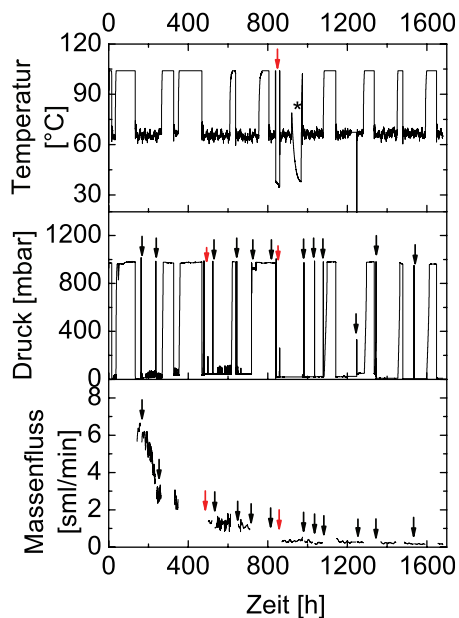 0 400 800 1200 1600
120
90
60
30
Temperatur
[°C]
*
1200
800
400
0
Druck [mbar]
8
6
4
2
0
Massenfluss
[sml/min]
0 400 800 1200 1600
Zeit [h]